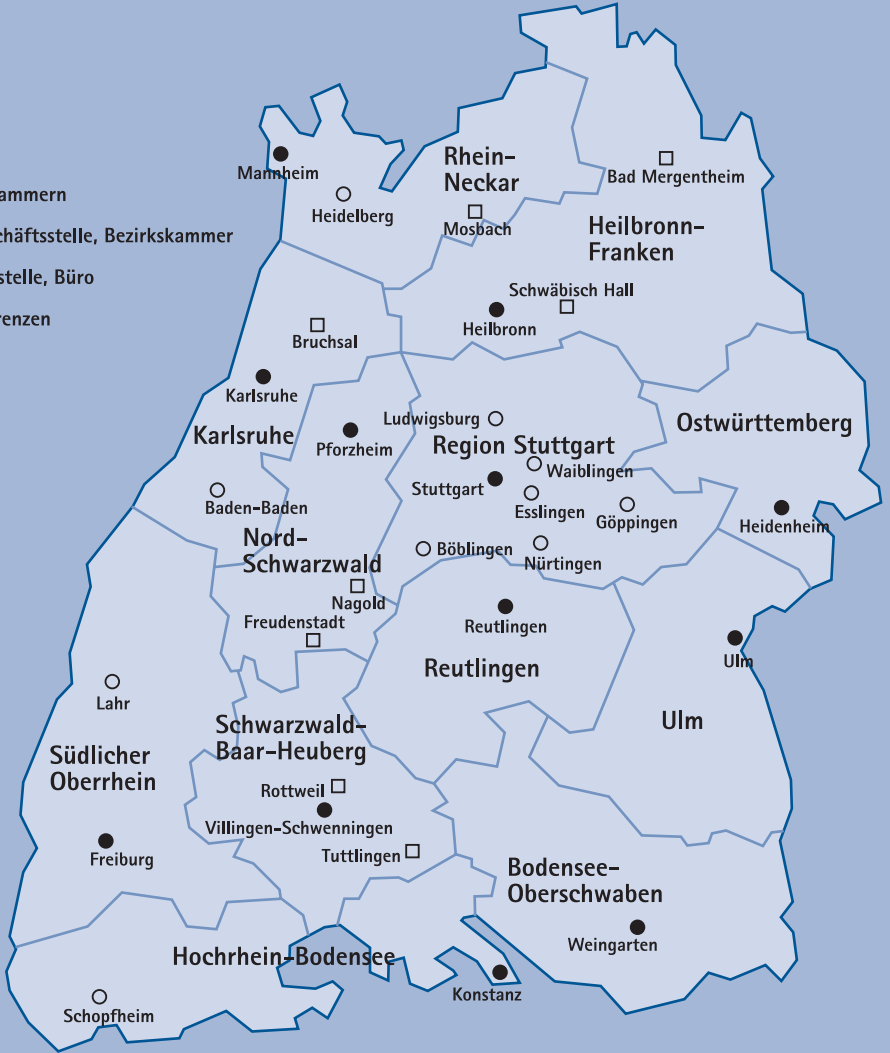 ammern
chäftsstelle, Bezirkskammer
stelle, Büro
renzen
Mannheim
Heidelberg
Rhein-
Neckar
Mosbach
Bad Mergentheim
Heilbronn-
Franken
Schwäbisch Hall
Heilbronn
Bruchsal
Karlsruhe
Karlsruhe
Pforzheim
Baden-Baden
Ludwigsburg
Region Stuttgart
Waiblingen
Stuttgart
Esslingen
Göppingen
Böblingen
Nürtingen
Ostwürttemberg
Heidenheim
Nord-
Schwarzwald
Nagold
Freudenstadt
Reutlingen
Reutlingen
Ulm
Ulm
Lahr
Südlicher
Oberrhein
Freiburg
Schwarzwald-
Baar-Heuberg
Rottweil
Villingen-Schwenningen
Tuttlingen
Bodensee-
Oberschwaben
Weingarten
Hochrhein-Bodensee
Konstanz
Schopfheim